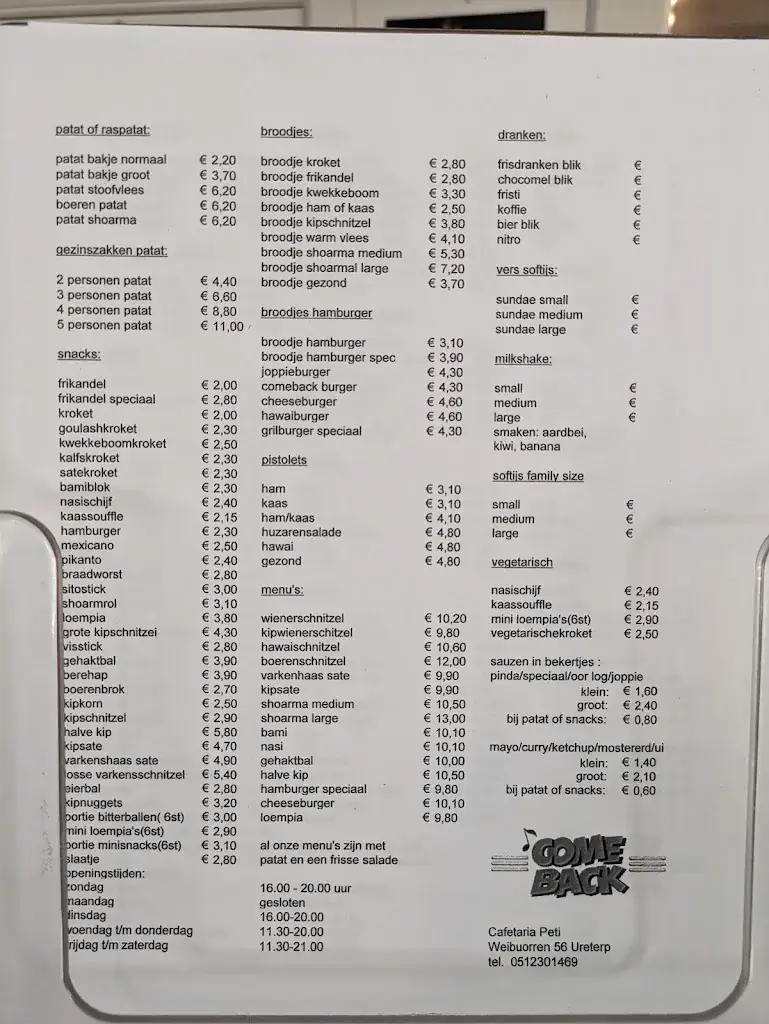 patat of raspatat:
patat bakje normaal € 2,20
patat bakje groot € 3,70
patat stoofvlees € 6,20
boeren patat € 6,20
patat shoarma € 6,20
gezinszakken patat:
2 personen patat € 4,40
3 personen patat € 6,60
4 personen patat € 8,80
5 personen patat € 11,00
snacks:
frikandel € 2,00
frikandel speciaal € 2,80
kroket € 2,00
goulashkroket € 2,30
kwekkeboomkroket € 2,50
kalfskroket € 2,30
satekroket € 2,30
bamiblok € 2,30
nasischijf € 2,40
kaassouffle € 2,15
hamburger € 2,30
mexicano € 2,50
pikanto € 2,40
braadworst € 2,80
sitostick € 3,00
shoarmrol € 3,10
loempia € 3,80
grote kipschnitzel € 4,30
visstick € 2,80
gehaktbal € 3,90
berehap € 3,90
boerenbrok € 2,70
kipkorn € 2,50
kipschnitzel € 2,90
halve kip € 5,80
kipsate € 4,70
varkenshaas sate € 4,90
losse varkensschnitzel € 5,40
eierbal € 2,80
kipnuggets € 3,20
portie bitterballen( 6st) € 3,00
mini loempia's(6st) € 2,90
portie minisnacks(6st) € 3,10
slaatje € 2,80
openingstijden:
zondag 16.00 - 20.00 uur
maandag gesloten
dinsdag 16.00-20.00
woendag t/m donderdag 11.30-20.00
vrijdag t/m zaterdag 11.30-21.00
broodjes:
broodje kroket € 2,80
broodje frikandel € 2,80
broodje kwekkeboom € 3,30
broodje ham of kaas € 2,50
broodje kipschnitzel € 3,80
broodje warm vlees € 4,10
broodje shoarma medium € 5,30
broodje shoarmal large € 7,20
broodje gezond € 3,70
broodjes hamburger
broodje hamburger € 3,10
broodje hamburger spec € 3,90
joppieburger € 4,30
comeback burger € 4,30
cheeseburger € 4,60
hawaiburger € 4,60
grilburger speciaal € 4,30
pistolets
ham € 3,10
kaas € 3,10
ham/kaas € 4,10
huzarensalade € 4,80
hawai € 4,80
gezond € 4,80
menu's:
wienerschnitzel € 10,20
kipwienerschitzel € 9,80
hawaischnitzel € 10,60
boerenschnitzel € 12,00
varkenhaas sate € 9,90
kipsate € 9,90
shoarma medium € 10,50
shoarma large € 13,00
bami € 10,10
nasi € 10,10
gehaktbal € 10,00
halve kip € 10,50
hamburger speciaal € 9,80
cheeseburger € 10,10
loempia € 9,80
al onze menu's zijn met
patat en een frisse salade
dranken:
frisdranken blik €
chocomel blik €
fristi €
koffie €
bier blik €
nitro €
vers softijs:
sundae small €
sundae medium €
sundae large €
milkshake:
small €
medium €
large €
smaken: aardbei,
kiwi, banana
softijs family size
small €
medium €
large €
vegetarisch
nasischijf € 2,40
kaassouffle € 2,15
mini loempia's(6st) € 2,90
vegetarischekroket € 2,50
sauzen in bekertjes :
pinda/speciaal/oor log/joppie
klein: € 1,60
groot: € 2,40
bij patat of snacks: € 0,80
mayo/curry/ketchup/mostererd/ui
klein: € 1,40
groot: € 2,10
bij patat of snacks: € 0,60
COME
BACK
Cafetaria Peti
Weibuorren 56 Ureterp
tel. 0512301469